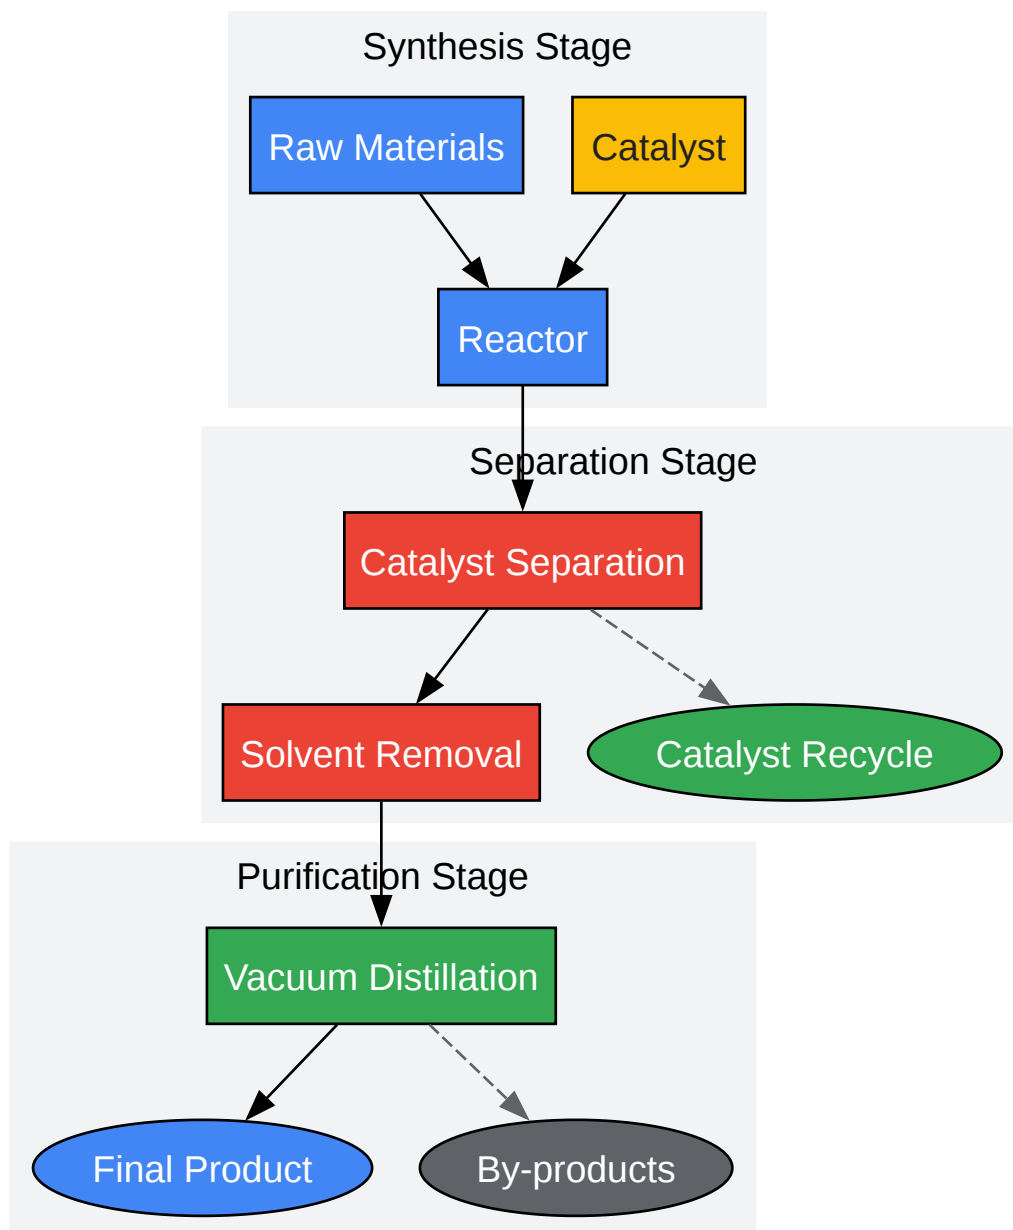 Synthesis Stage
Raw Materials
Catalyst
Reactor
Separation Stage
Catalyst Separation
Solvent Removal
Catalyst Recycle
Purification Stage
Vacuum Distillation
Final Product
By-products